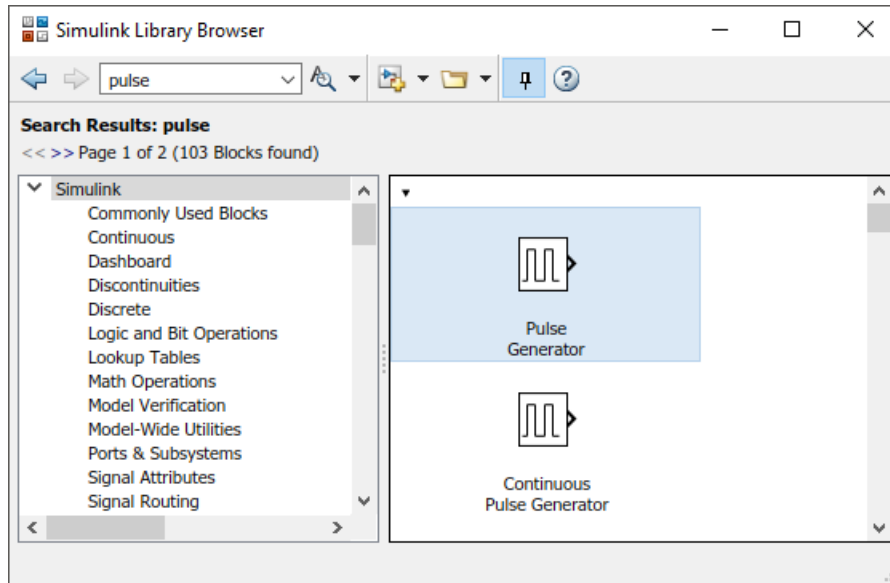 Simulink Library Browser
pulse
Search Results: pulse
<< >> Page 1 of 2 (103 Blocks found)
Simulink
Commonly Used Blocks
Continuous
Dashboard
Discontinuities
Discrete
Logic and Bit Operations
Lookup Tables
Math Operations
Model Verification
Model-Wide Utilities
Ports & Subsystems
Signal Attributes
Signal Routing
Pulse
Generator
Continuous
Pulse Generator